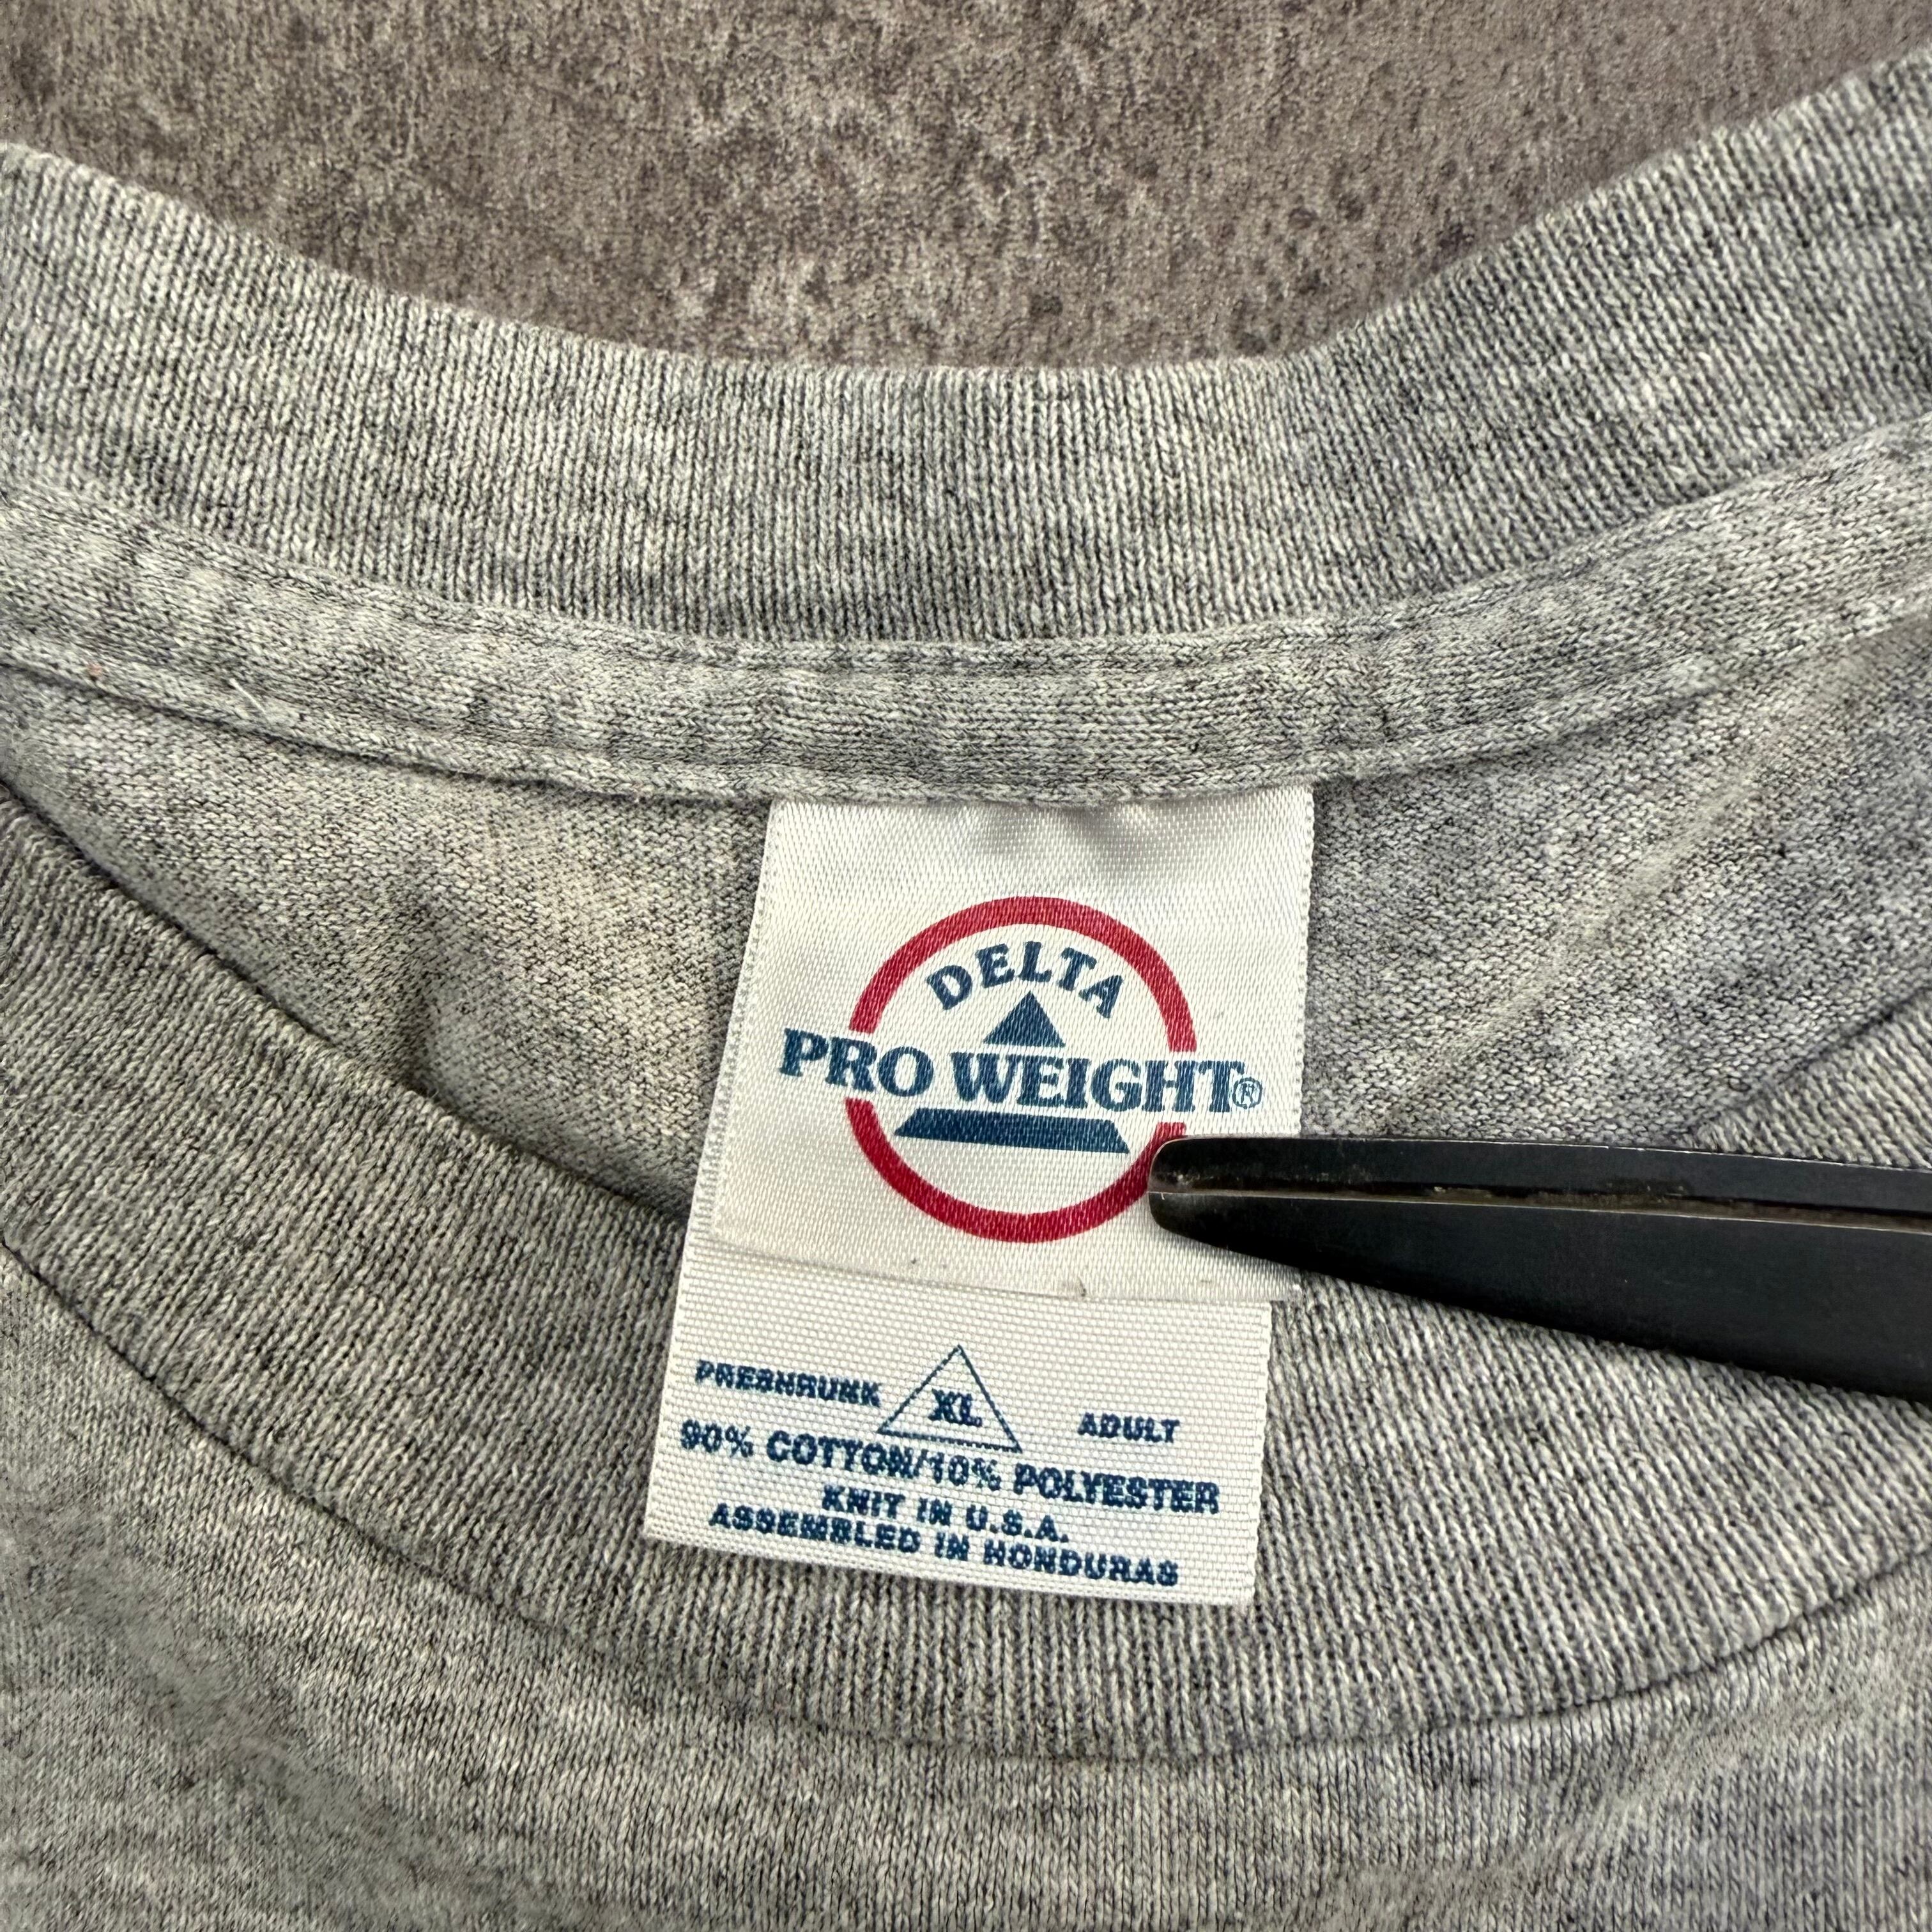 DELTA
PRO WEIGHT®
PRESHRUNK XL ADULT
90% COTTON/10% POLYESTER
KNIT IN U.S.A.
ASSEMBLED IN HONDURAS